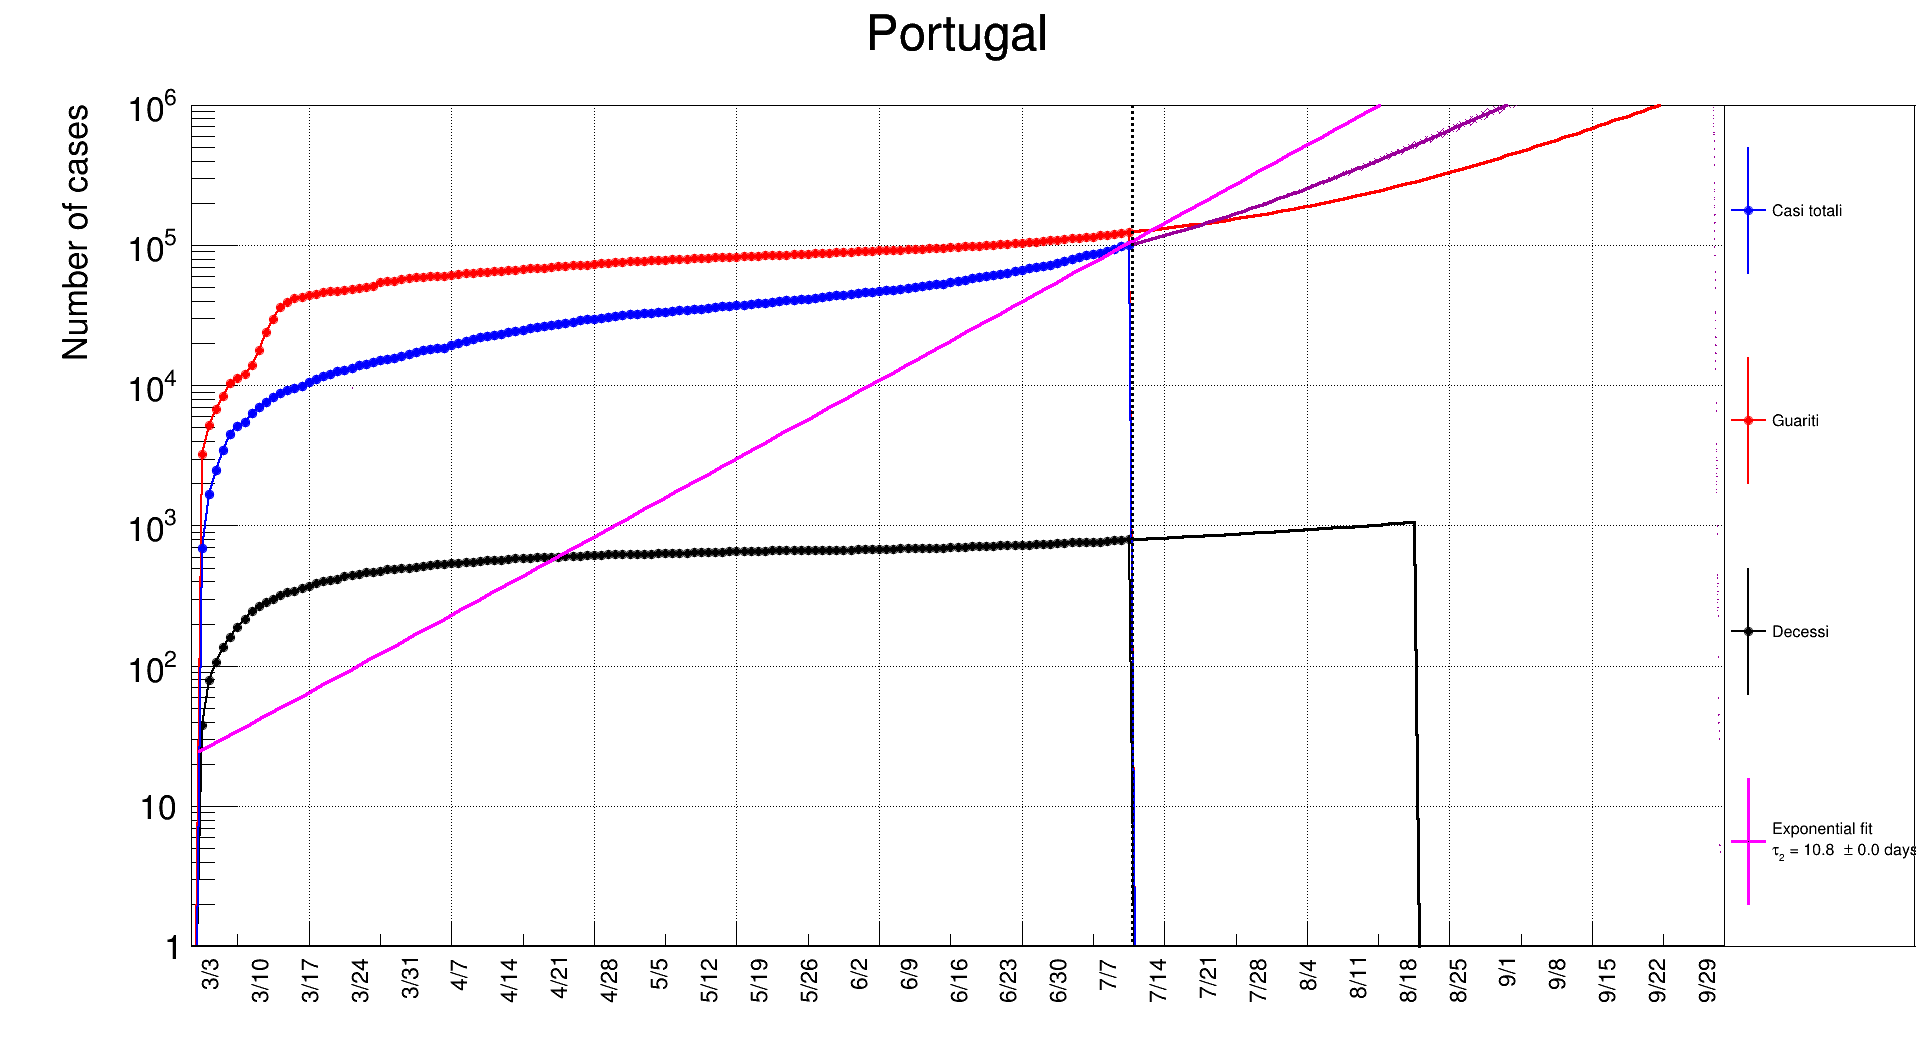 Portugal
Number of cases
10^6
10^5
10^4
10^3
10^2
10
1
3/3 3/10 3/17 3/24 3/31 4/7 4/14 4/21 4/28 5/5 5/12 5/19 5/26 6/2 6/9 6/16 6/23 6/30 7/7 7/14 7/21 7/28 8/4 8/11 8/18 8/25 9/1 9/8 9/15 9/22 9/29
Casi totali
Guariti
Decessi
Exponential fit
τ_2 = 10.8 ± 0.0 days